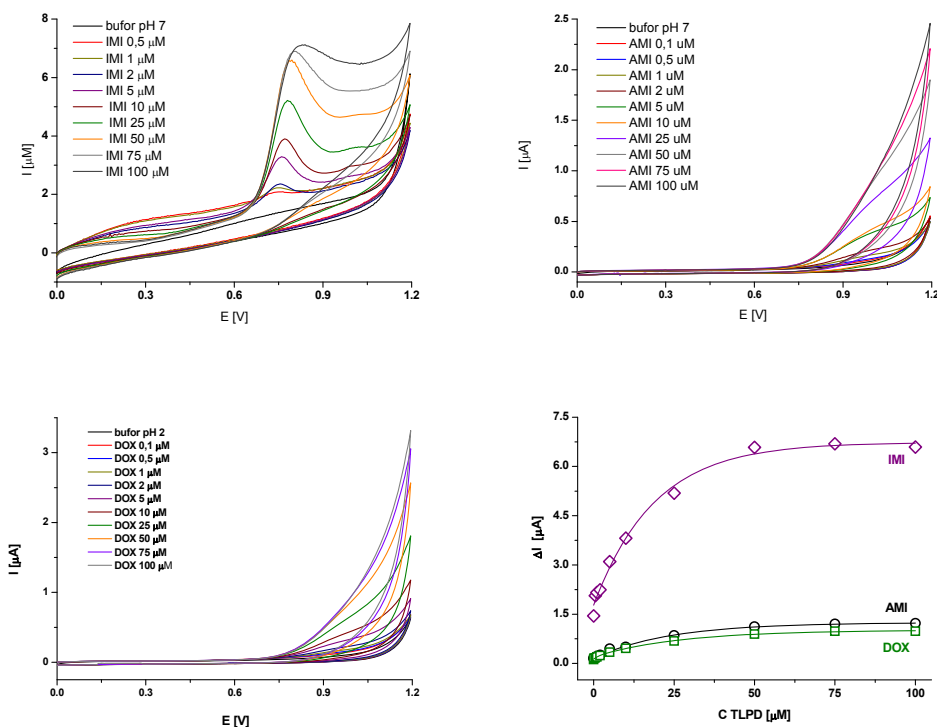 8
6
4
2
0
I [μM]
bufor pH 7
IMI 0,5 μM
IMI 1 μM
IMI 2 μM
IMI 5 μM
IMI 10 μM
IMI 25 μM
IMI 50 μM
IMI 75 μM
IMI 100 μM
0.0 0.3 0.6 0.9 1.2
E [V]
2.5
2.0
1.5
1.0
0.5
0.0
I [μA]
bufor pH 7
AMI 0,1 uM
AMI 0,5 uM
AMI 1 uM
AMI 2 uM
AMI 5 uM
AMI 10 uM
AMI 25 uM
AMI 50 uM
AMI 75 uM
AMI 100 uM
0.0 0.3 0.6 0.9 1.2
E [V]
3
2
1
0
I [μA]
bufor pH 2
DOX 0,1 μM
DOX 0,5 μM
DOX 1 μM
DOX 2 μM
DOX 5 μM
DOX 10 μM
DOX 25 μM
DOX 50 μM
DOX 75 μM
DOX 100 μM
0.0 0.3 0.6 0.9 1.2
E [V]
7.5
6.0
4.5
3.0
1.5
0.0
ΔI [μA]
IMI
AMI
DOX
0 25 50 75 100
C TLPD [μM]